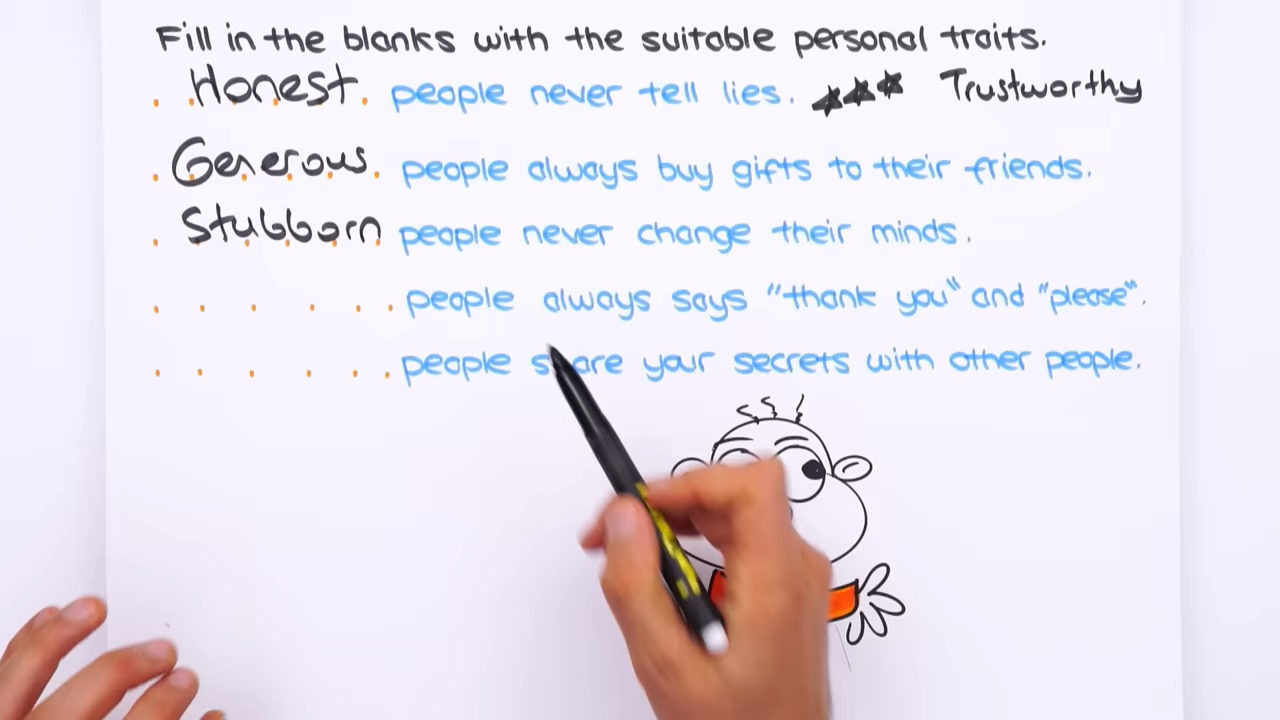 Fill in the blanks with the suitable personal traits.
. Honest. people never tell lies. *** Trustworthy
. Generous. people always buy gifts to their friends.
. Stubborn people never change their minds.
. . . . . . people always says "thank you" and "please".
. . . . . . people share your secrets with other people.